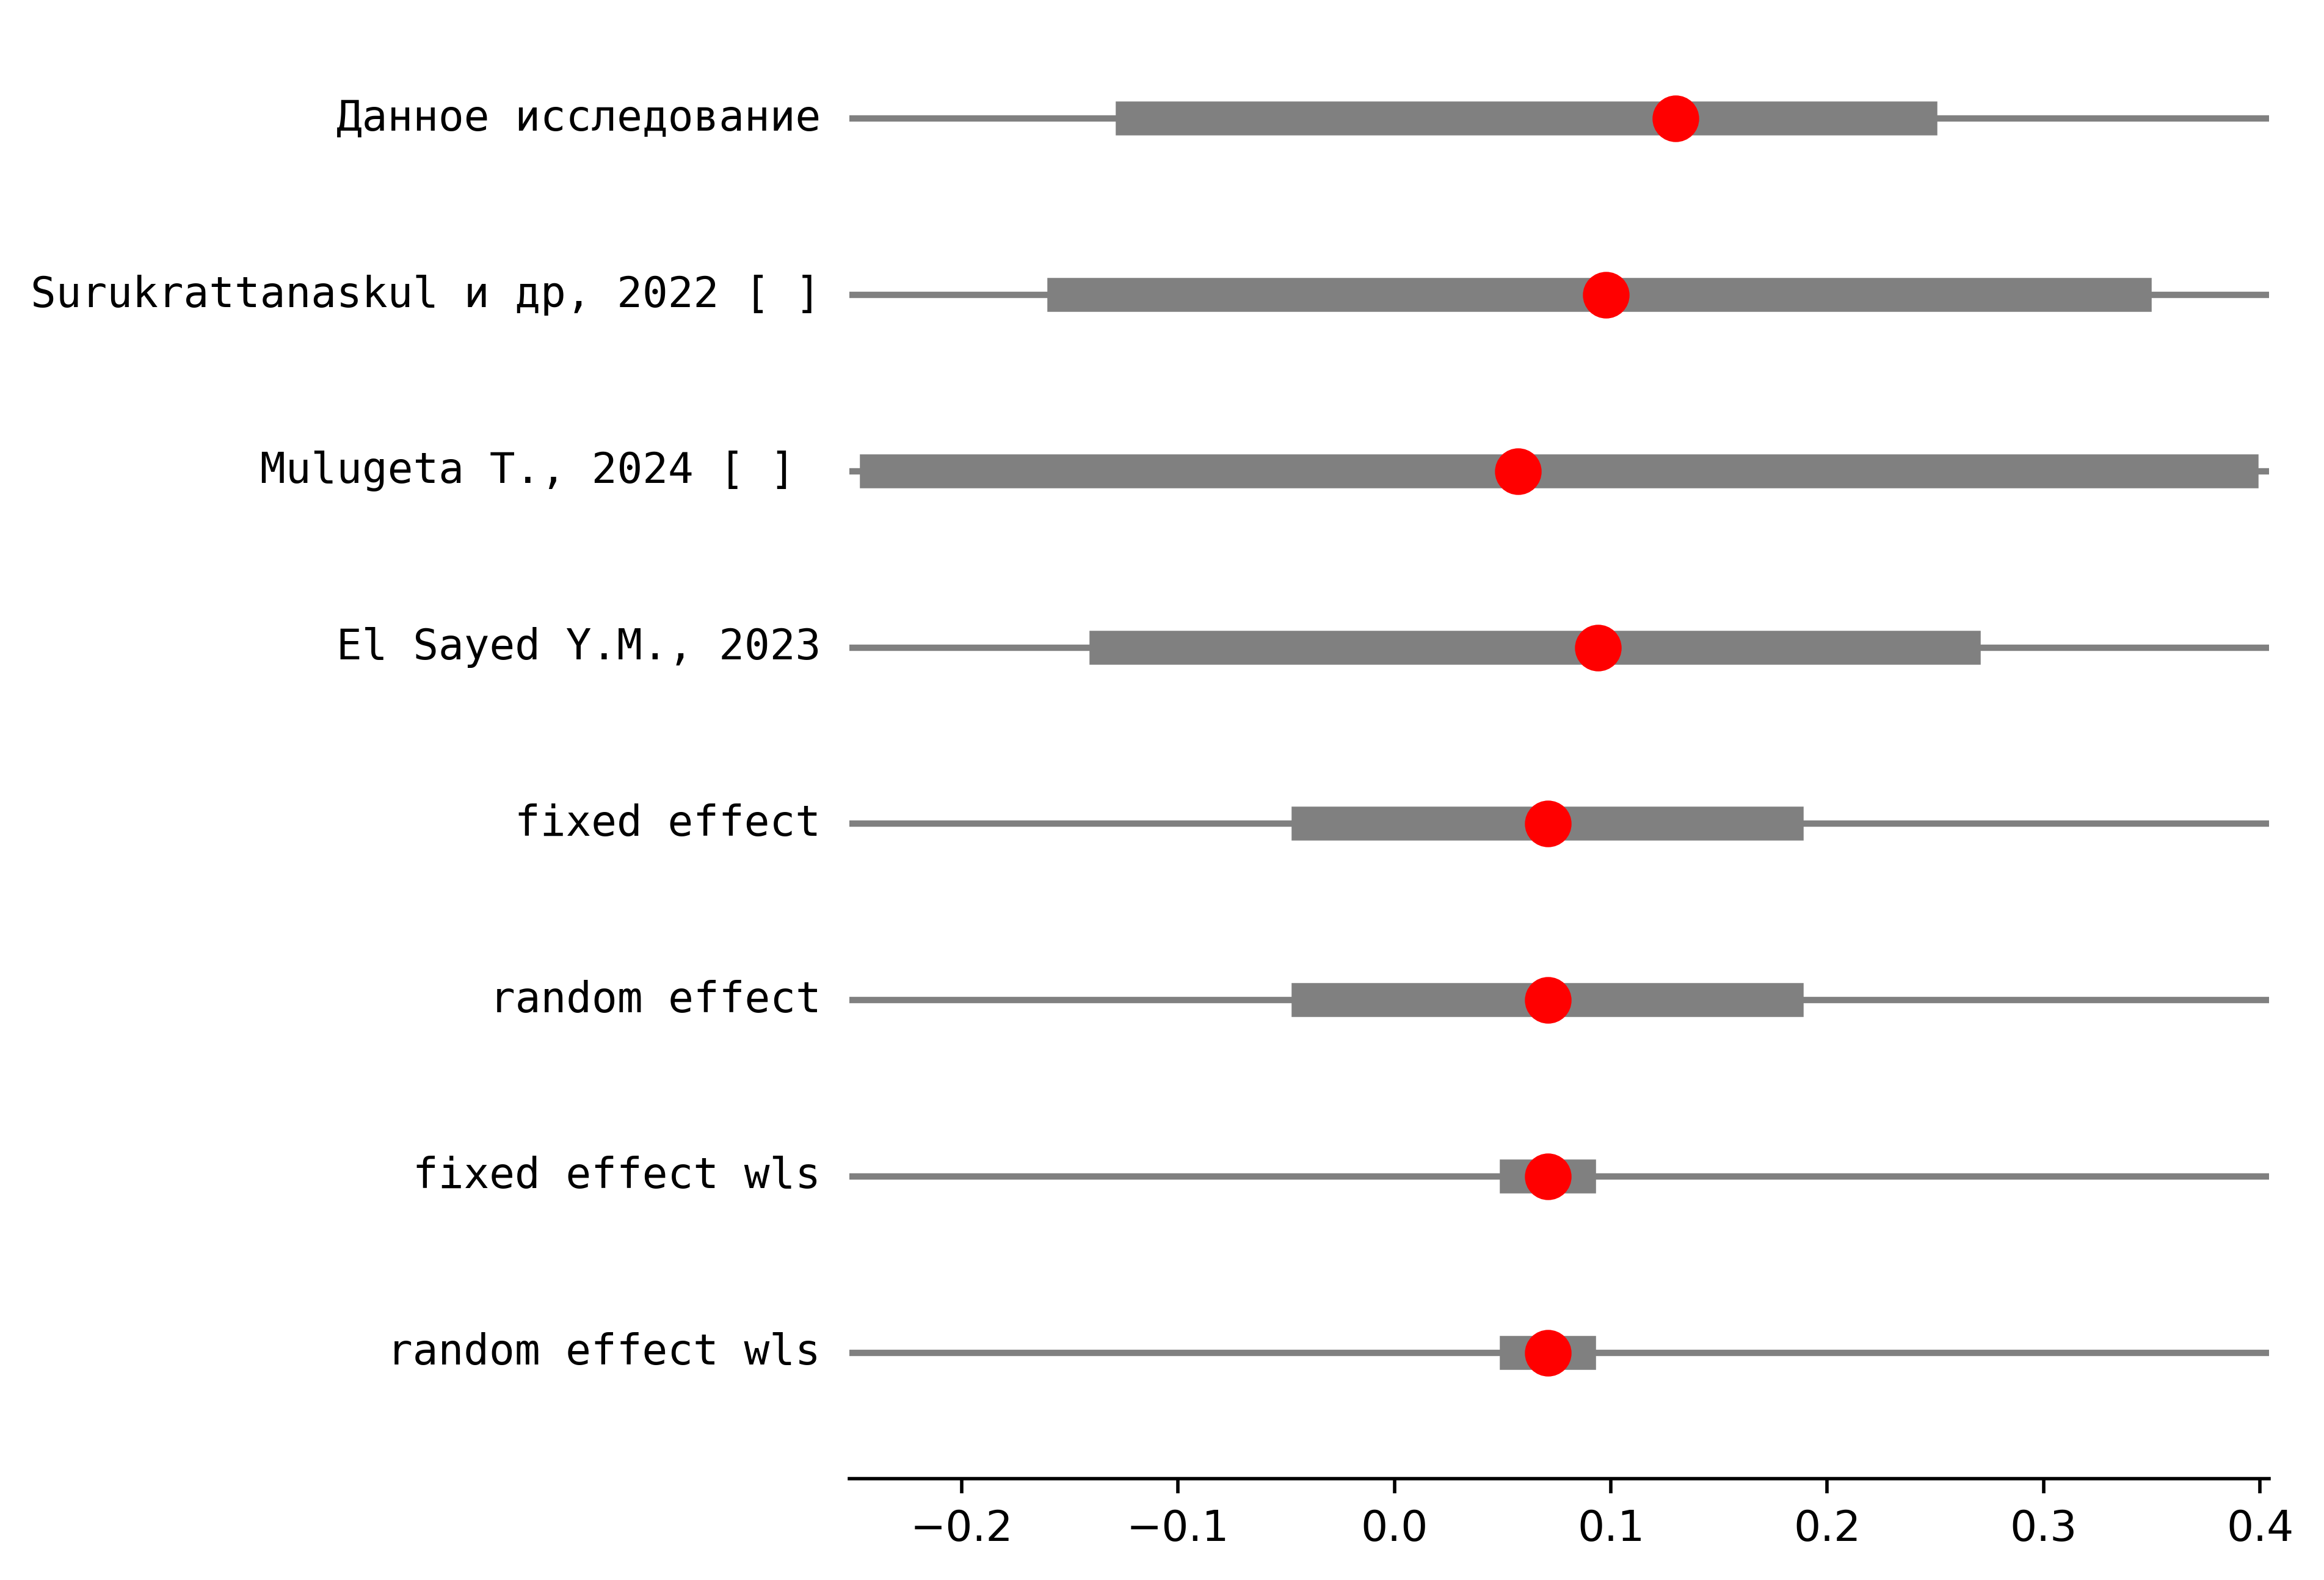 Данное исследование
Surukrattanaskul и др, 2022 [ ]
Mulugeta T., 2024 [ ]
El Sayed Y.M., 2023
fixed effect
random effect
fixed effect wls
random effect wls
−0.2 −0.1 0.0 0.1 0.2 0.3 0.4